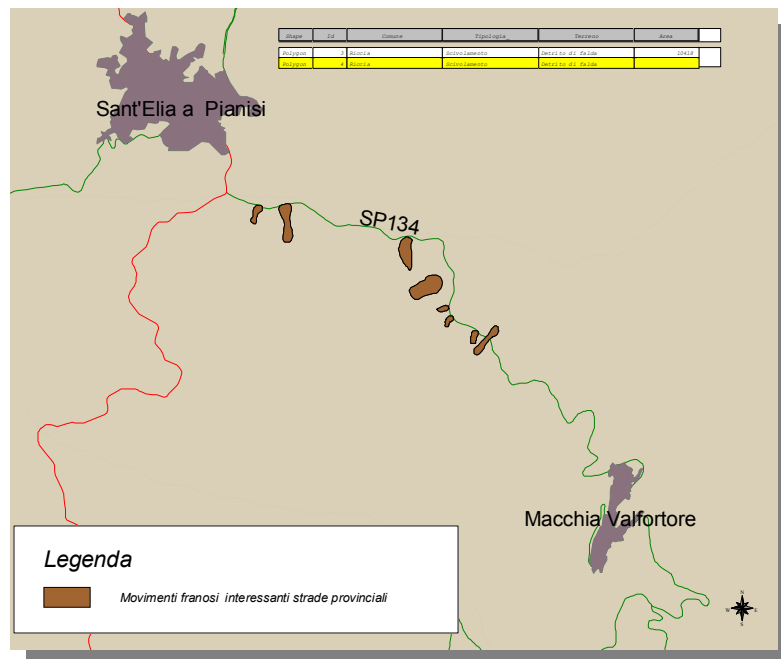 Shape Id Comune Tipologia_ Terreno Area
Polygon 3 Riccia Scivolamento Detrito di falda 10418
Polygon 4 Riccia Scivolamento Detrito di falda
Sant'Elia a Pianisi
SP134
Macchia Valfortore
Legenda
Movimenti franosi interessanti strade provinciali
N
W E
S